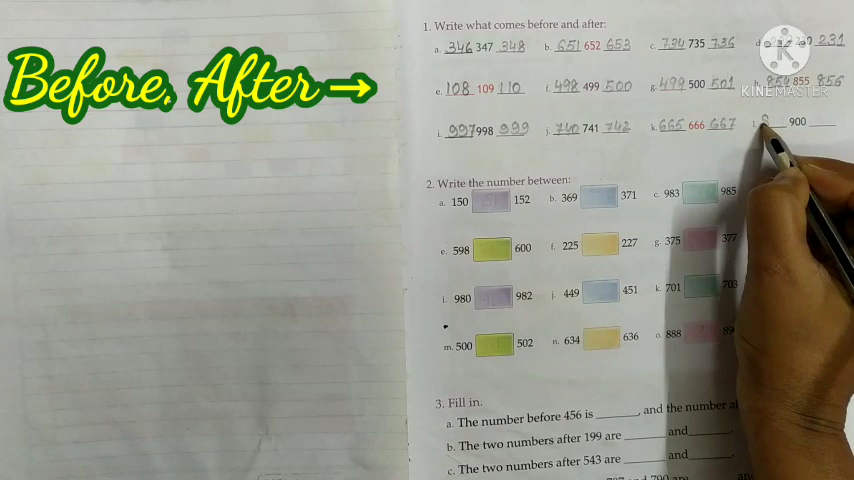 Before, After →
1. Write what comes before and after:
a. 346 347 348 b. 651 652 653 c. 734 735 736 d. 231
KINEMASTER
e. 108 109 110 f. 498 499 500 g. 499 500 501 h. 854 855 856
i. 997 998 999 j. 740 741 742 k. 665 666 667 l. 900
2. Write the number between:
a. 150 152 b. 369 371 c. 983 985
e. 598 600 f. 225 227 g. 375 377
i. 980 982 j. 449 451 k. 701 703
m. 500 502 n. 634 636 o. 888
3. Fill in.
a. The number before 456 is ______, and the number
b. The two numbers after 199 are ______ and ______.
c. The two numbers after 543 are ______ and ______.